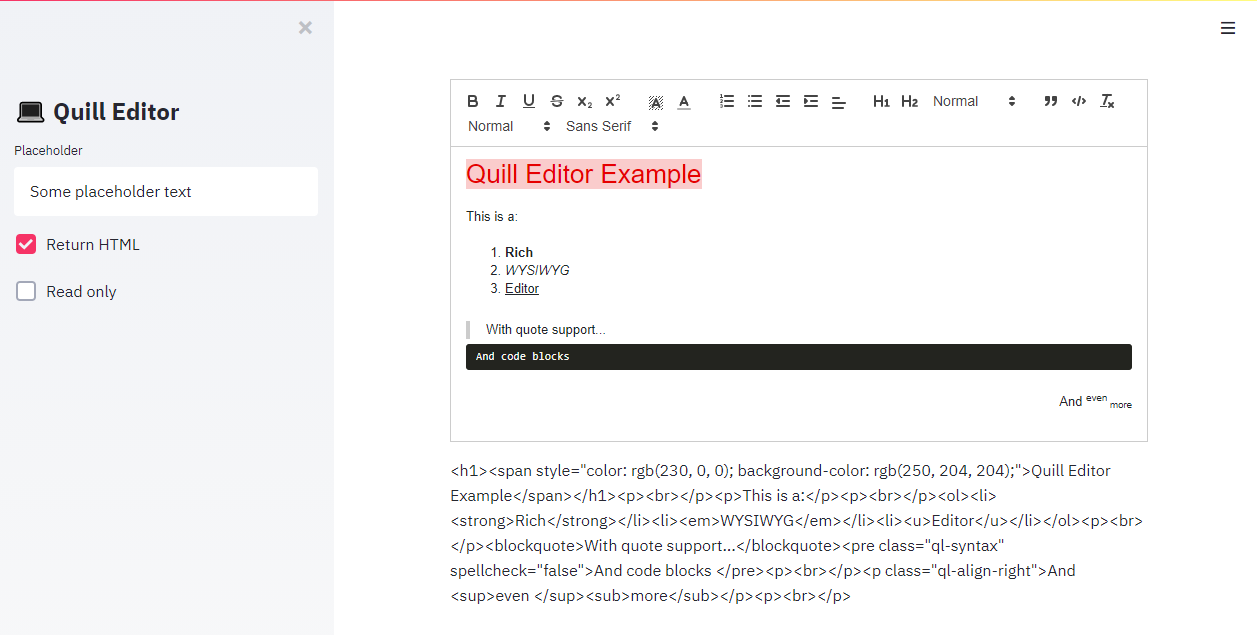 Quill Editor
Placeholder
Some placeholder text
Return HTML
Read only
B I U S X₂ X² A A H1 H2 Normal
Normal Sans Serif
Quill Editor Example
This is a:
1. Rich
2. WYSIWYG
3. Editor
With quote support...
And code blocks
And even more
<h1><span style="color: rgb(230, 0, 0); background-color: rgb(250, 204, 204);">Quill Editor
Example</span></h1><p><br></p><p>This is a:</p><p><br></p><ol><li>
<strong>Rich</strong></li><li><em>WYSIWYG</em></li><li><u>Editor</u></li></ol><p><br>
</p><blockquote>With quote support...</blockquote><pre class="ql-syntax"
spellcheck="false">And code blocks </pre><p><br></p><p class="ql-align-right">And
<sup>even </sup><sub>more</sub></p><p><br></p>